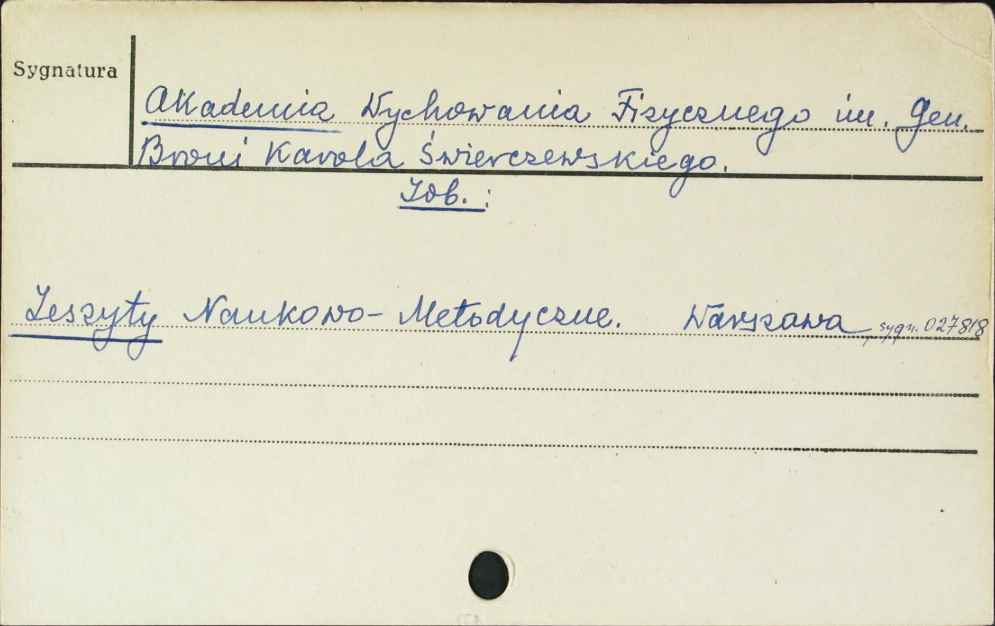 Sygnatura
Akademia Wychowania Fizycznego im. Gen.
Broni Karola Świerczewskiego.
Zob. :
Zeszyty Naukowo-Metodyczne. Warszawa sygn. 027818